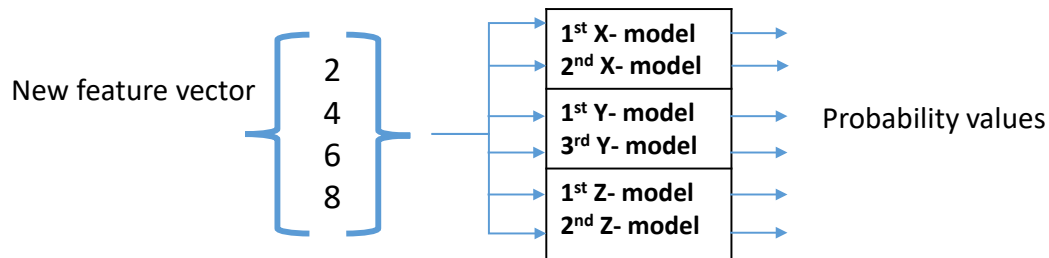 New feature vector
2
4
6
8
1st X- model
2nd X- model
1st Y- model
3rd Y- model
1st Z- model
2nd Z- model
Probability values